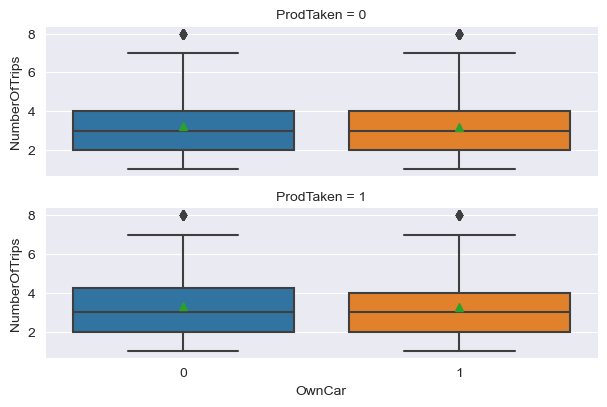 ProdTaken = 0
8
6
4
2
NumberOfTrips
ProdTaken = 1
8
6
4
2
NumberOfTrips
0 1
OwnCar